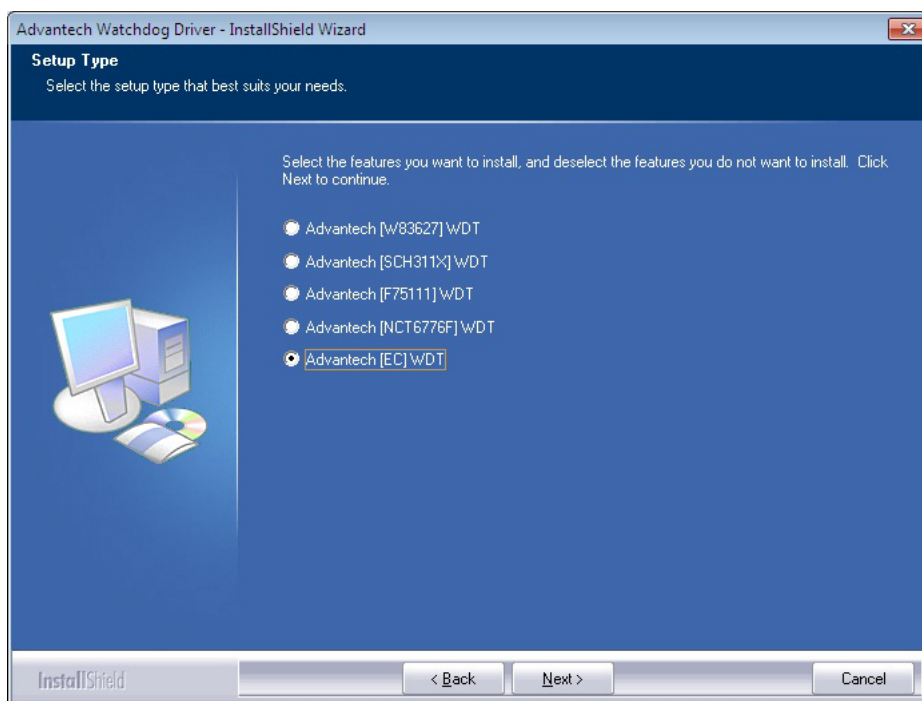 Advantech Watchdog Driver - InstallShield Wizard
Setup Type
Select the setup type that best suits your needs.
Select the features you want to install, and deselect the features you do not want to install. Click
Next to continue.
Advantech [W83627] WDT
Advantech [SCH311X] WDT
Advantech [F75111] WDT
Advantech [NCT6776F] WDT
Advantech [EC] WDT
InstallShield
< Back
Next >
Cancel